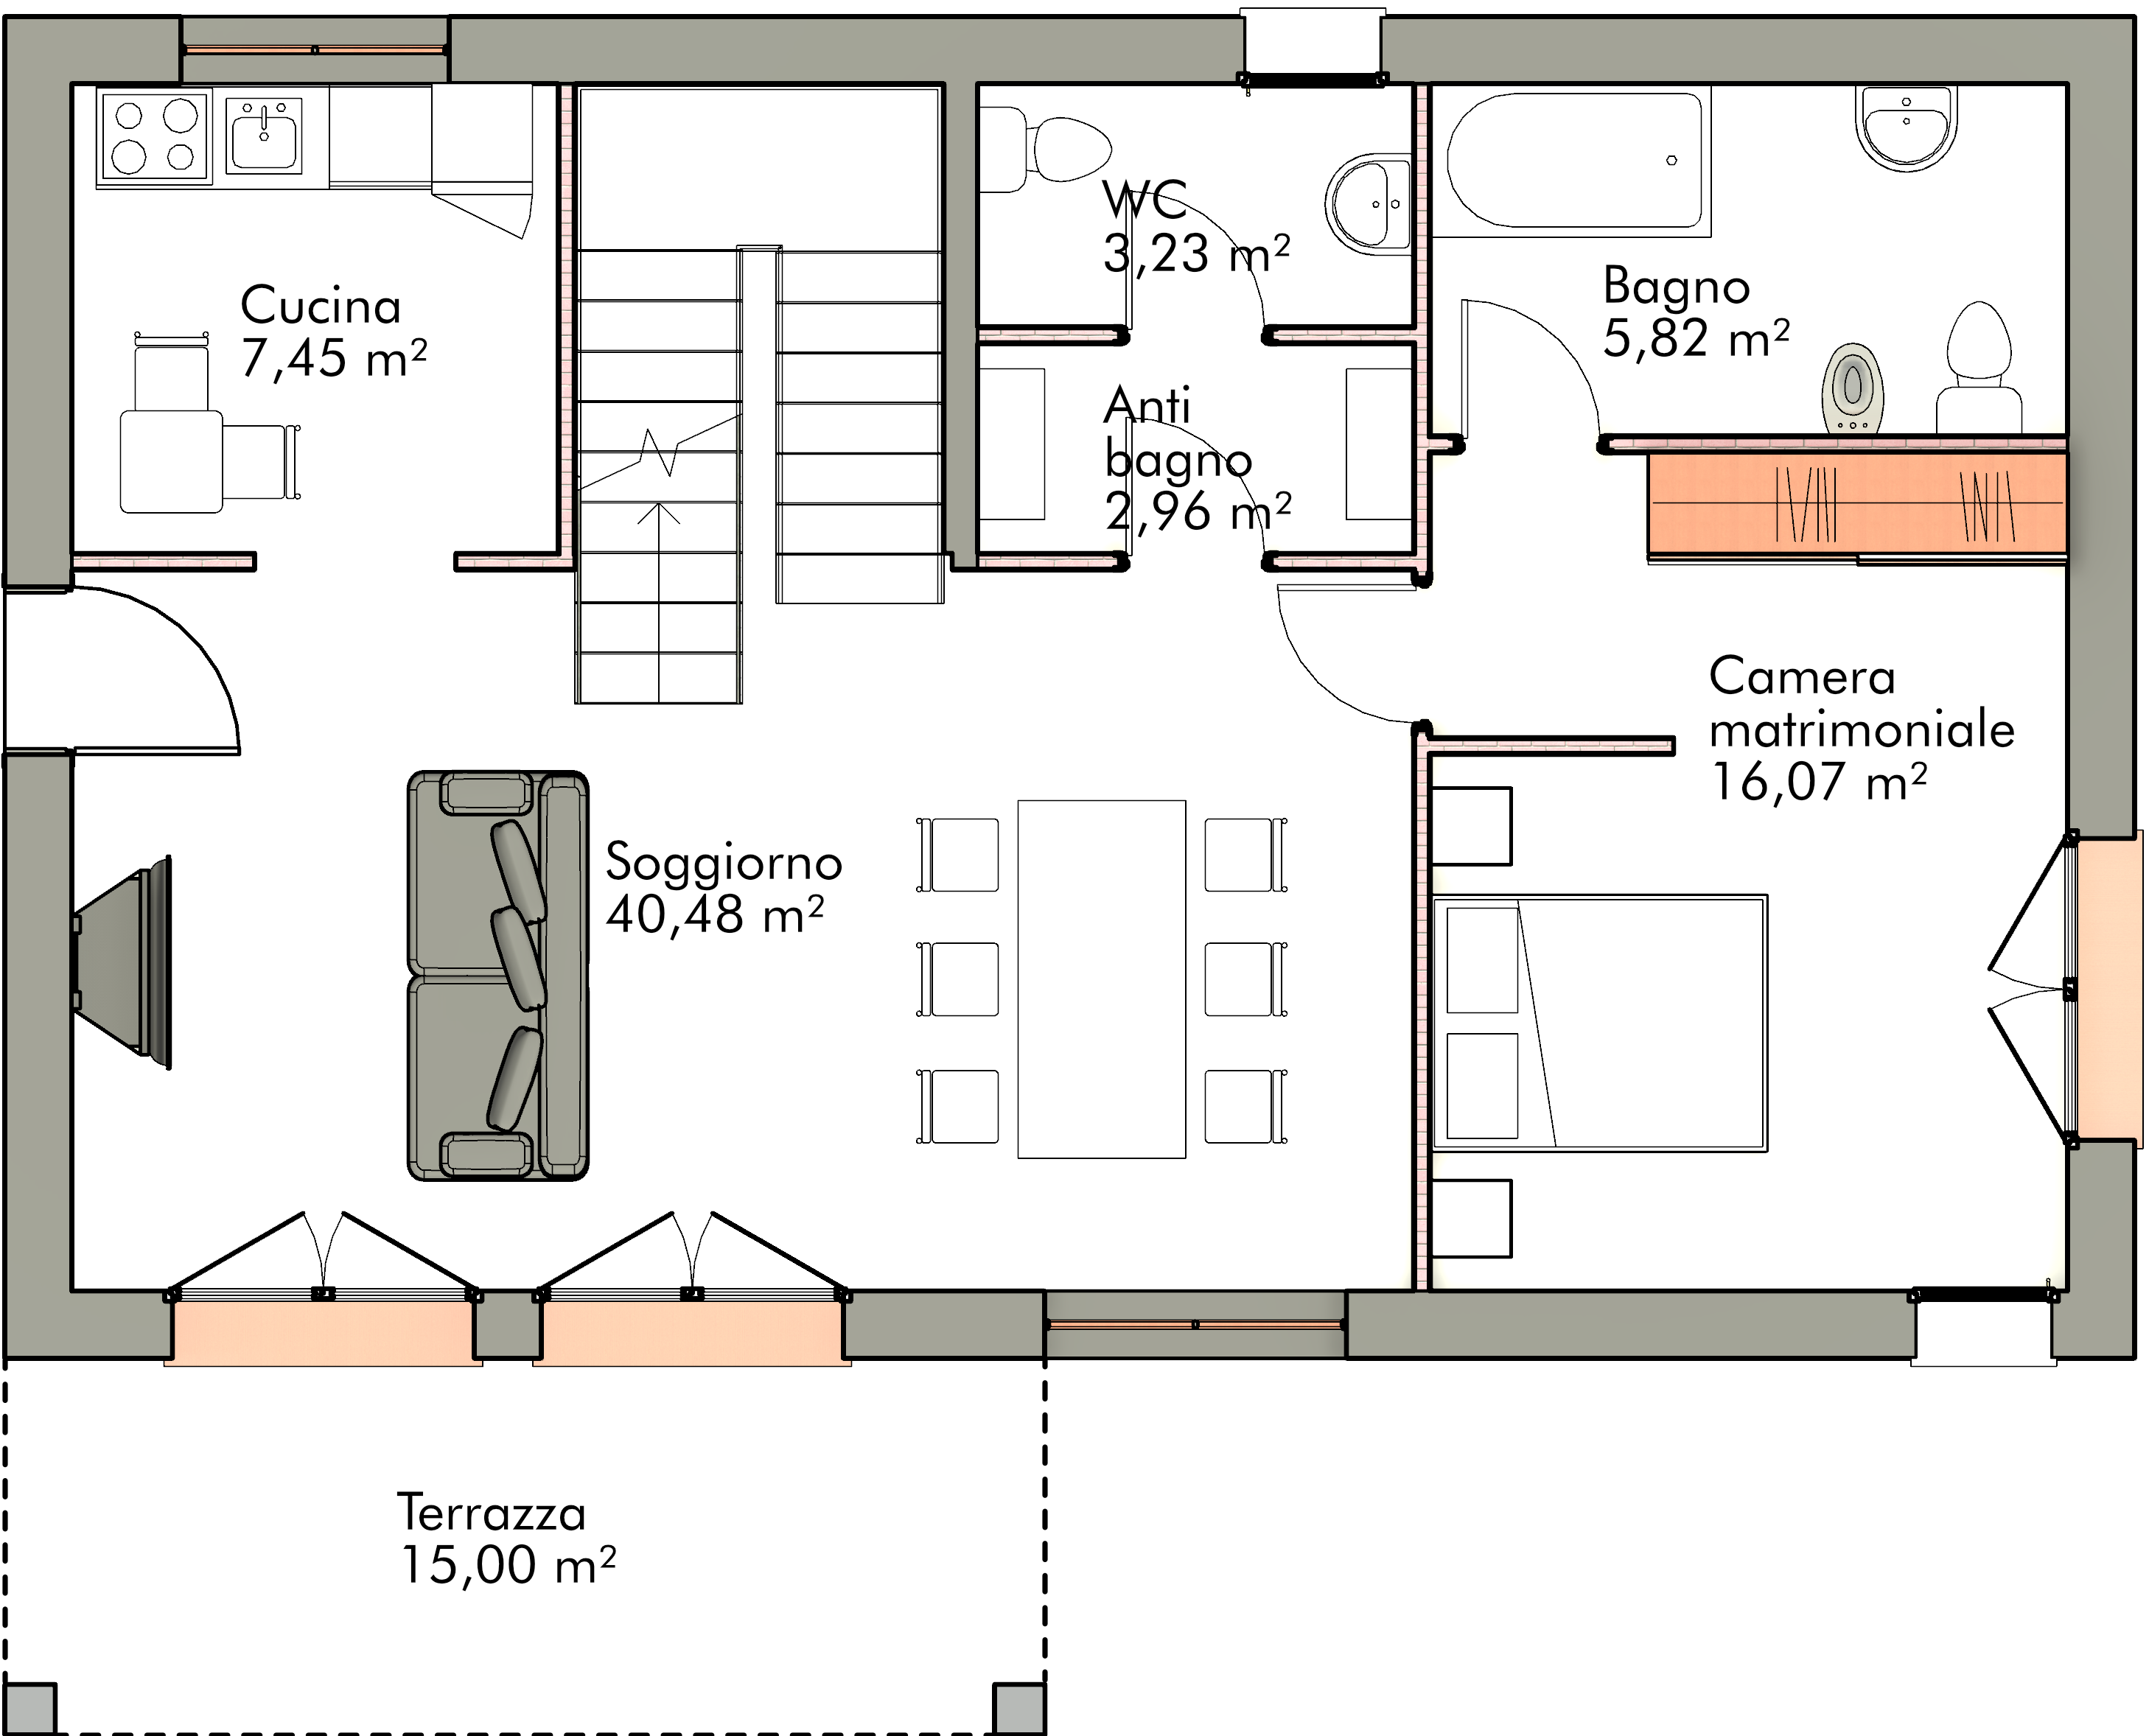 WC
3,23 m²
Cucina
7,45 m²
Bagno
5,82 m²
Anti
bagno
2,96 m²
Camera
matrimoniale
16,07 m²
Soggiorno
40,48 m²
Terrazza
15,00 m²